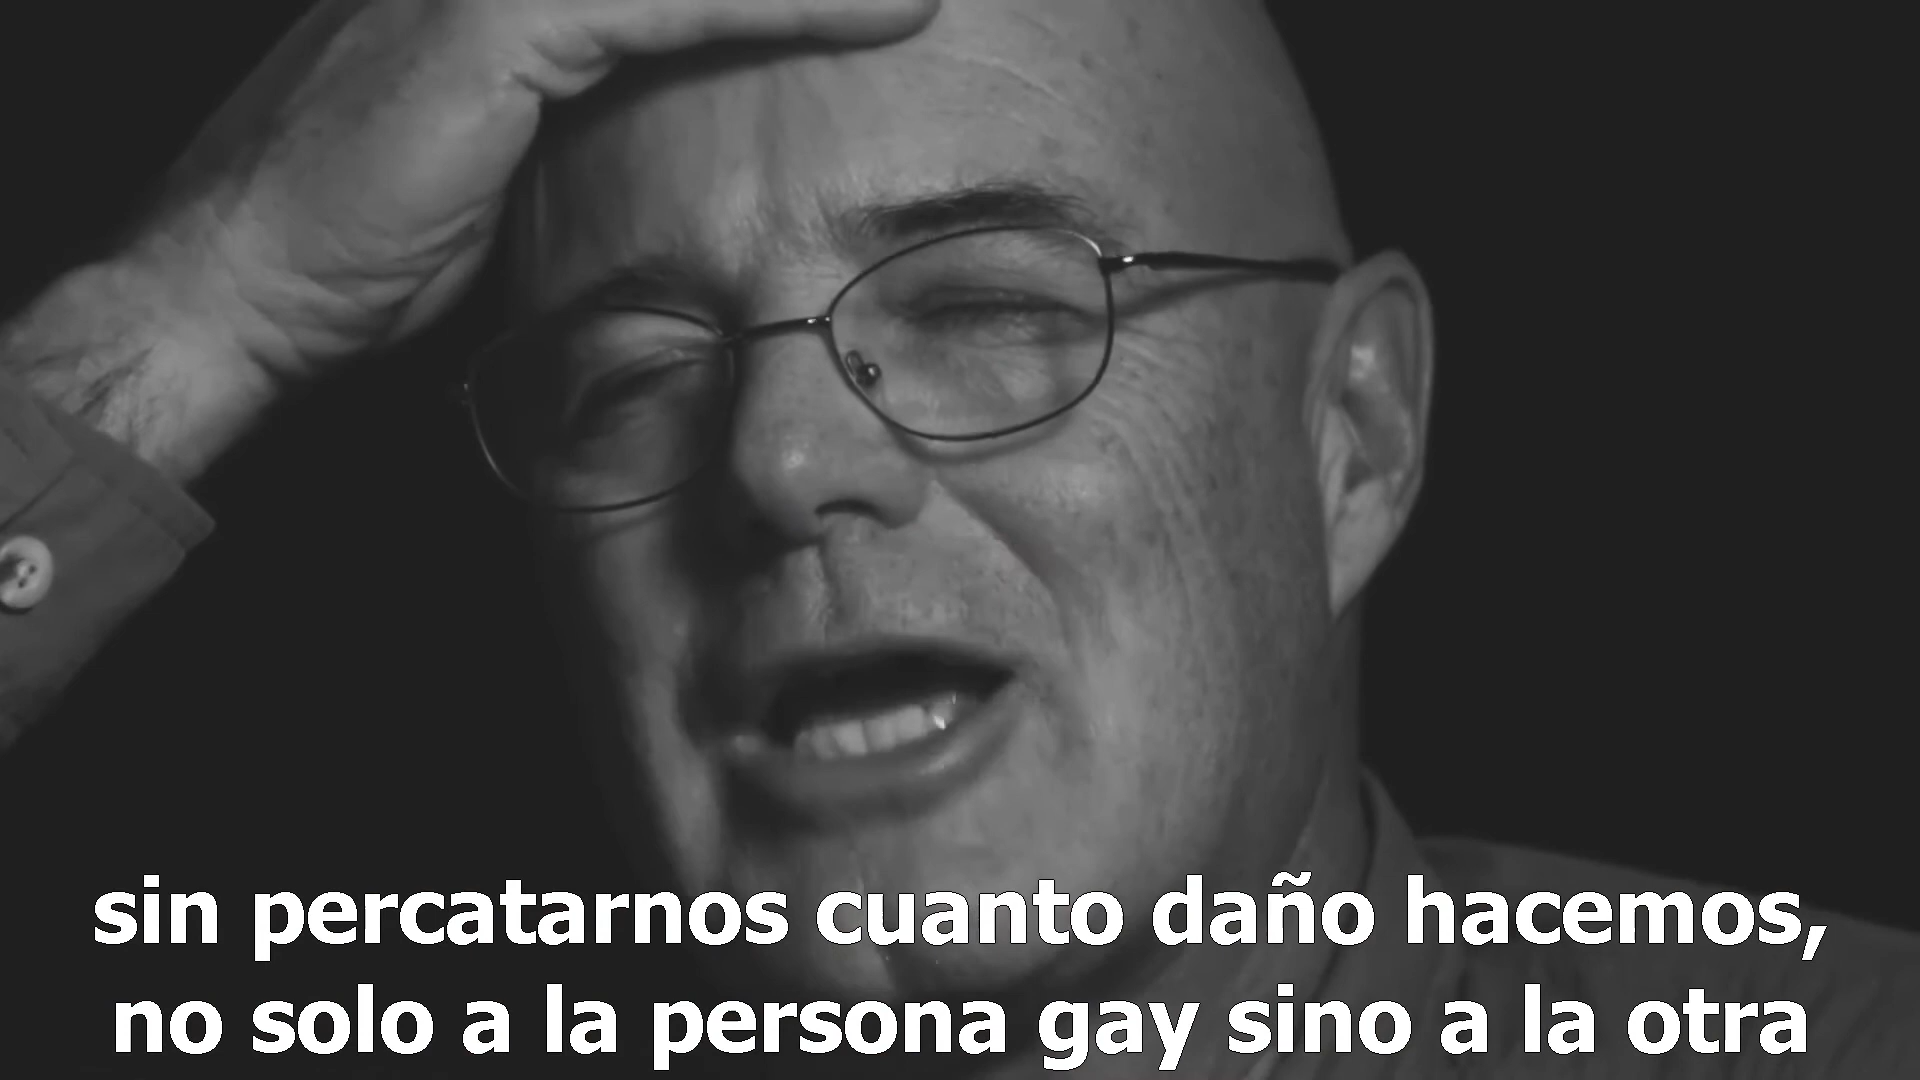 sin percatarnos cuanto daño hacemos,
no solo a la persona gay sino a la otra